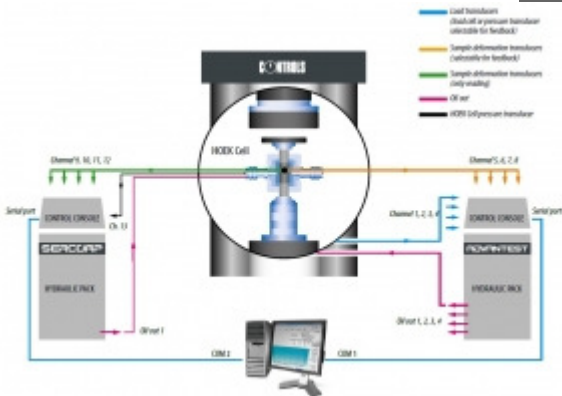 Load transducers
(load cell or pressure transducer
selectable for feedback)
Sample deformation transducers
(selectable for feedback)
Sample deformation transducers
(only reading)
Oil out
HOEK Cell pressure transducer
CONTROLS
HOEK Cell
Channel 9, 10, 11, 12
Channel 5, 6, 7, 8
Serial port
CONTROL CONSOLE
Ch. 13
Channel 1, 2, 3, 4
CONTROL CONSOLE
Serial port
SERCOMP
ADVANTEST
HYDRAULIC PACK
HYDRAULIC PACK
Oil out 1
Oil out 1, 2, 3, 4
COM 2
COM 1